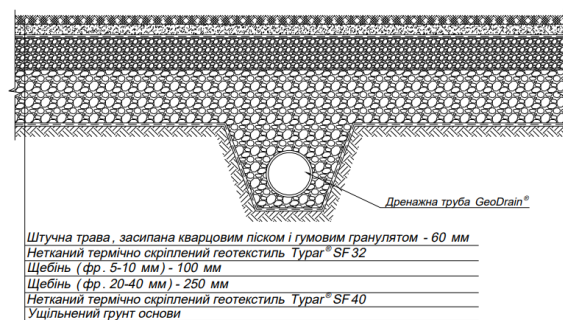 Дренажна труба GeoDrain®
Штучна трава, засипана кварцовим піском і гумовим гранулятом - 60 мм
Нетканий термічно скріплений геотекстиль Typar® SF 32
Щебінь (фр. 5-10 мм) - 100 мм
Щебінь (фр. 20-40 мм) - 250 мм
Нетканий термічно скріплений геотекстиль Typar® SF 40
Ущільнений ґрунт основи